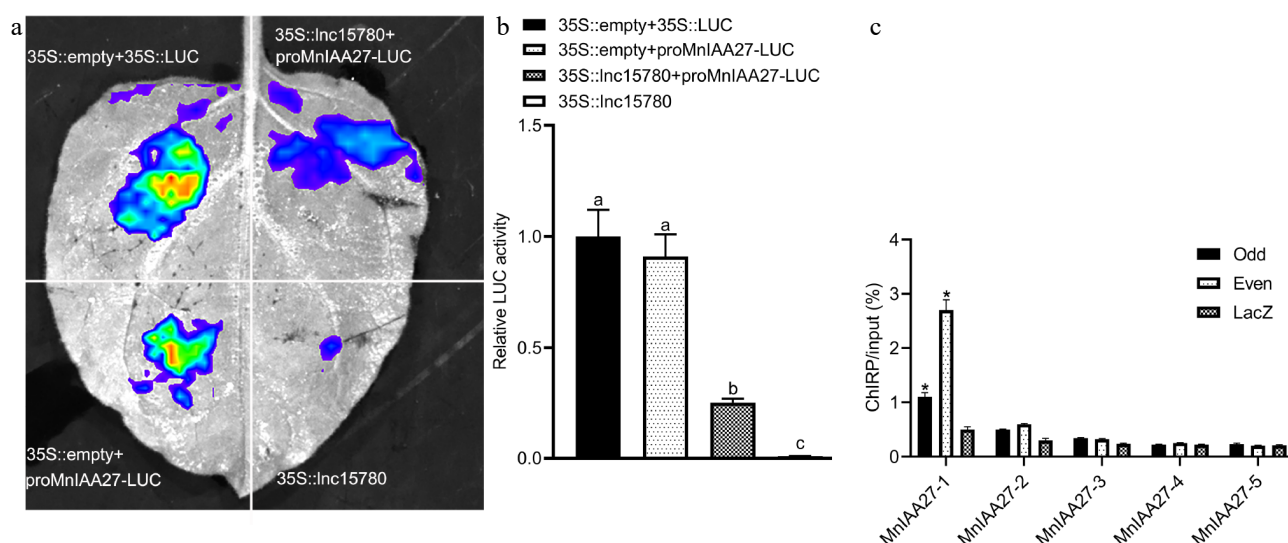 a
35S::empty+35S::LUC
35S::lnc15780+
proMnIAA27-LUC
35S::empty+
proMnIAA27-LUC
35S::lnc15780
b
35S::empty+35S::LUC
35S::empty+proMnIAA27-LUC
35S::lnc15780+proMnIAA27-LUC
35S::lnc15780
Relative LUC activity
1.5
1.0
0.5
0.0
a
a
b
c
c
ChIRP/input (%)
4
3
2
1
0
*
*
Odd
Even
LacZ
MnIAA27-1
MnIAA27-2
MnIAA27-3
MnIAA27-4
MnIAA27-5